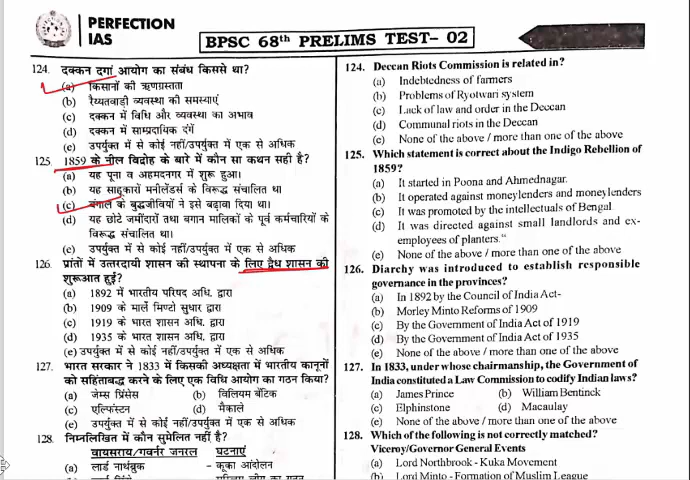 PERFECTION
IAS
BPSC 68th PRELIMS TEST– 02
124. दक्कन दगां आयोग का संबंध किससे था?
(a) किसानों की ऋणग्रस्तता
(b) रैय्यतवाड़ी व्यवस्था की समस्याएं
(c) दक्कन में विधि और व्यवस्था का अभाव
(d) दक्कन में साम्प्रदायिक दंगें
(e) उपर्युक्त में से कोई नहीं/उपर्युक्त में एक से अधिक
125. 1859 के नील विद्रोह के बारे में कौन सा कथन सही है?
(a) यह पूना व अहमदनगर में शुरू हुआ।
(b) यह साहूकारों मनीलेंडर्स के विरूद्ध संचालित था
(c) बंगाल के बुद्धजीवियों ने इसे बढ़ावा दिया था।
(d) यह छोटे जमींदारों तथा बगान मालिकों के पूर्व कर्मचारियों के
विरूद्ध संचालित था।
(e) उपर्युक्त में से कोई नहीं/उपर्युक्त में एक से अधिक
126. प्रांतों में उत्तरदायी शासन की स्थापना के लिए द्वैध शासन की
शुरूआत हुई?
(a) 1892 में भारतीय परिषद अधि. द्वारा
(b) 1909 के मार्ले मिण्टो सुधार द्वारा
(c) 1919 के भारत शासन अधि. द्वारा
(d) 1935 के भारत शासन अधि. द्वारा
(e) उपर्युक्त में से कोई नहीं/उपर्युक्त में एक से अधिक
127. भारत सरकार ने 1833 में किसकी अध्यक्षता में भारतीय कानूनों
को संहिताबद्ध करने के लिए एक विधि आयोग का गठन किया?
(a) जेम्स प्रिंसेस (b) विलियम बेंटिक
(c) एल्फिंस्टन (d) मैकाले
(e) उपर्युक्त में से कोई नहीं/उपर्युक्त में एक से अधिक
128. निम्नलिखित में कौन सुमेलित नहीं है?
वायसराय/गवर्नर जनरल घटनाएं
(a) लार्ड नार्थब्रुक - कूका आंदोलन
124. Deccan Riots Commission is related in?
(a) Indebtedness of farmers
(b) Problems of Ryotwari system
(c) Lack of law and order in the Deccan
(d) Communal riots in the Deccan
(e) None of the above / more than one of the above
125. Which statement is correct about the Indigo Rebellion of
1859?
(a) It started in Poona and Ahmednagar.
(b) It operated against moneylenders and moneylenders
(c) It was promoted by the intellectuals of Bengal.
(d) It was directed against small landlords and ex-
employees of planters."
(e) None of the above / more than one of the above
126. Diarchy was introduced to establish responsible
governance in the provinces?
(a) In 1892 by the Council of India Act-
(b) Morley Minto Reforms of 1909
(c) By the Government of India Act of 1919
(d) By the Government of India Act of 1935
(e) None of the above / more than one of the above
127. In 1833, under whose chairmanship, the Government of
India constituted a Law Commission to codify Indian laws?
(a) James Prince (b) William Bentinck
(c) Elphinstone (d) Macaulay
(e) None of the above / more than one of the above
128. Which of the following is not correctly matched?
Viceroy/Governor General Events
(a) Lord Northbrook - Kuka Movement
(b) Lord Minto - Formation of Muslim League